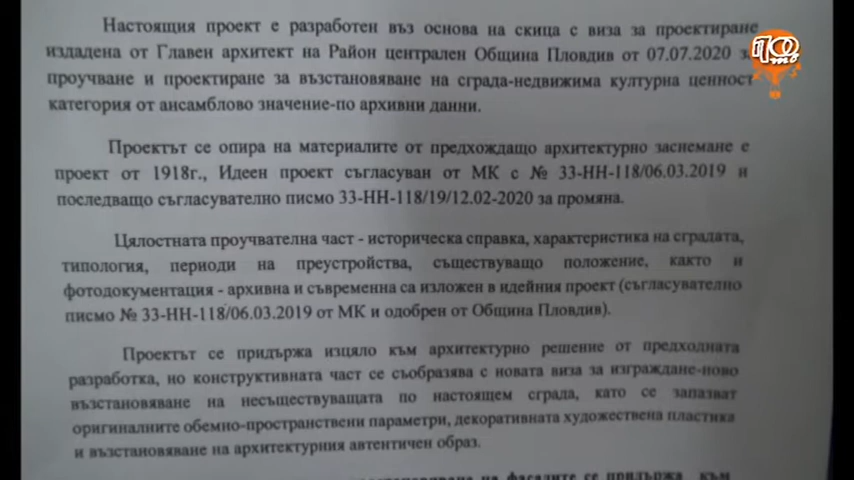 Настоящия проект е разработен въз основа на скица с виза за проектиране
издадена от Главен архитект на Район централен Община Пловдив от 07.07.2020
проучване и проектиране за възстановяване на сграда-недвижима културна ценност
категория от ансамблово значение-по архивни данни.
Проектът се опира на материалите от предхождащо архитектурно заснемане е
проект от 1918г., Идеен проект съгласуван от МК с № 33-НН-118/06.03.2019 и
последващо съгласувателно писмо 33-НН-118/19/12.02-2020 за промяна.
Цялостната проучвателна част - историческа справка, характеристика на сградата,
типология, периоди на преустройства, съществуващо положение, както и
фотодокументация - архивна и съвременна са изложен в идейния проект (съгласувателно
писмо № 33-НН-118/06.03.2019 от МК и одобрен от Община Пловдив).
Проектът се придържа изцяло към архитектурно решение от предходната
разработка, но конструктивната част се съобразява с новата виза за изграждане-ново
възстановяване на несъществуващата по настоящем сграда, като се запазват
оригиналните обемно-пространствени параметри, декоративната художествена пластика
и възстановяване на архитектурния автентичен образ.
на фасадите се придържа към